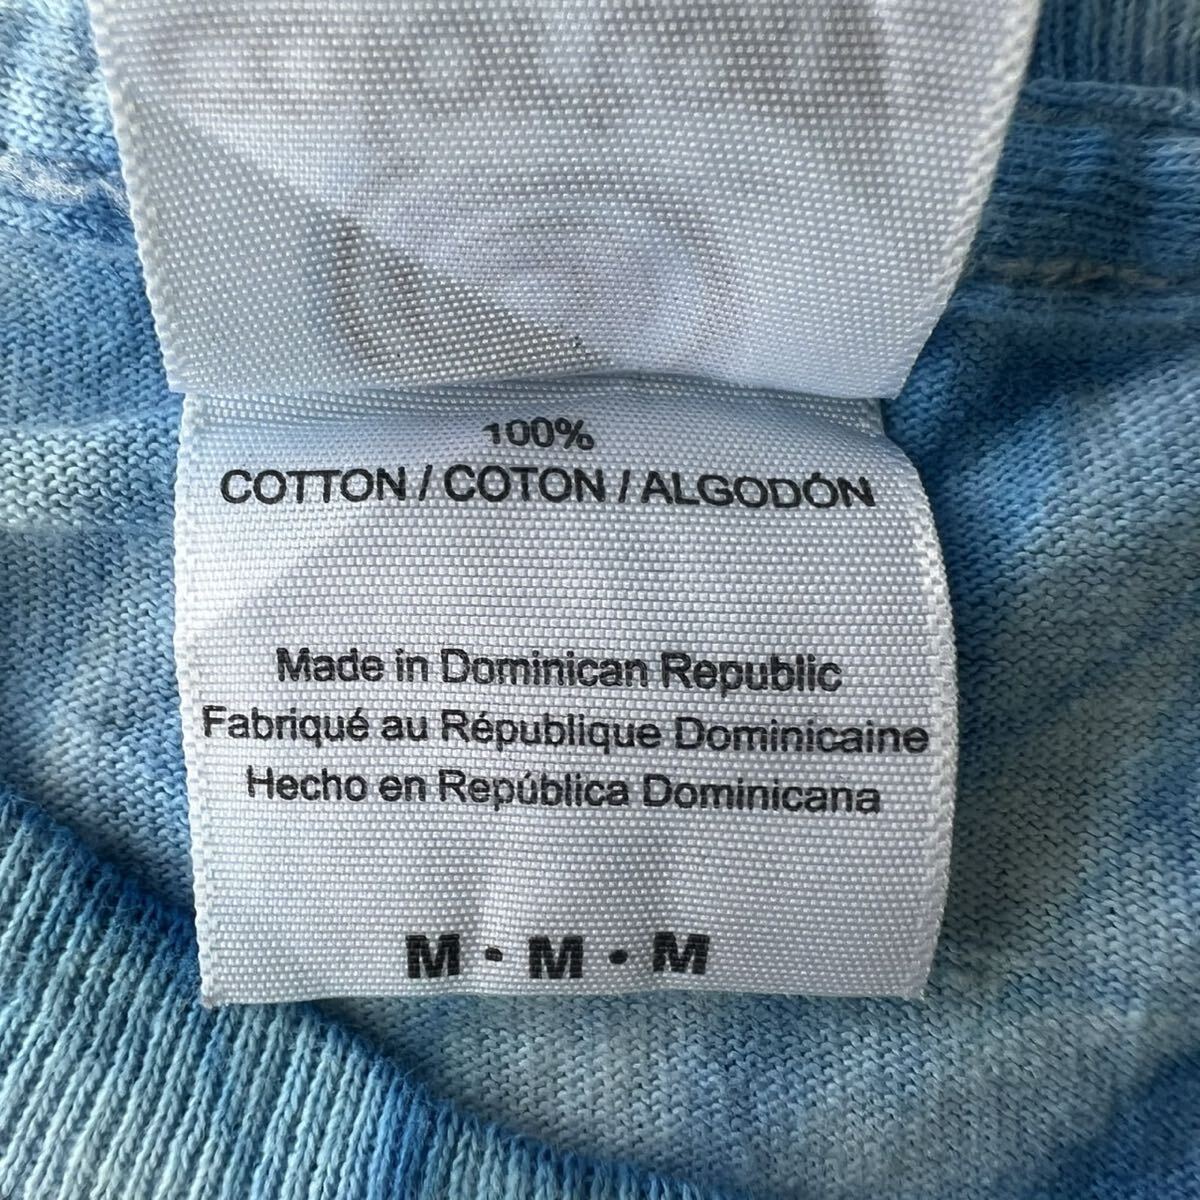 100%
COTTON / COTON / ALGODÓN
Made in Dominican Republic
Fabriqué au République Dominicaine
Hecho en República Dominicana
M · M · M